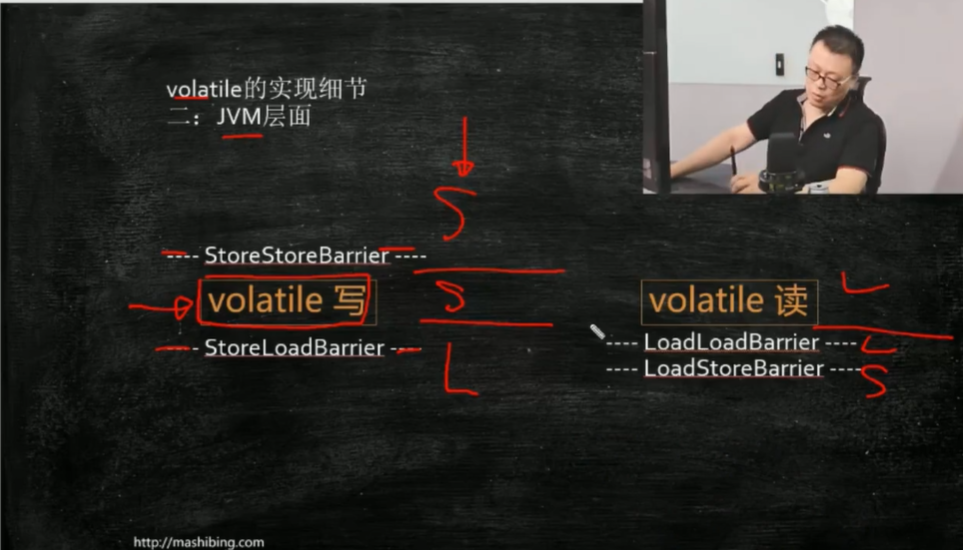 volatile的实现细节
二：JVM层面
S
---- StoreStoreBarrier ----
volatile 写
S
---- StoreLoadBarrier ----
L
volatile 读
L
---- LoadLoadBarrier ----
L
---- LoadStoreBarrier ----
S
http://mashibing.com